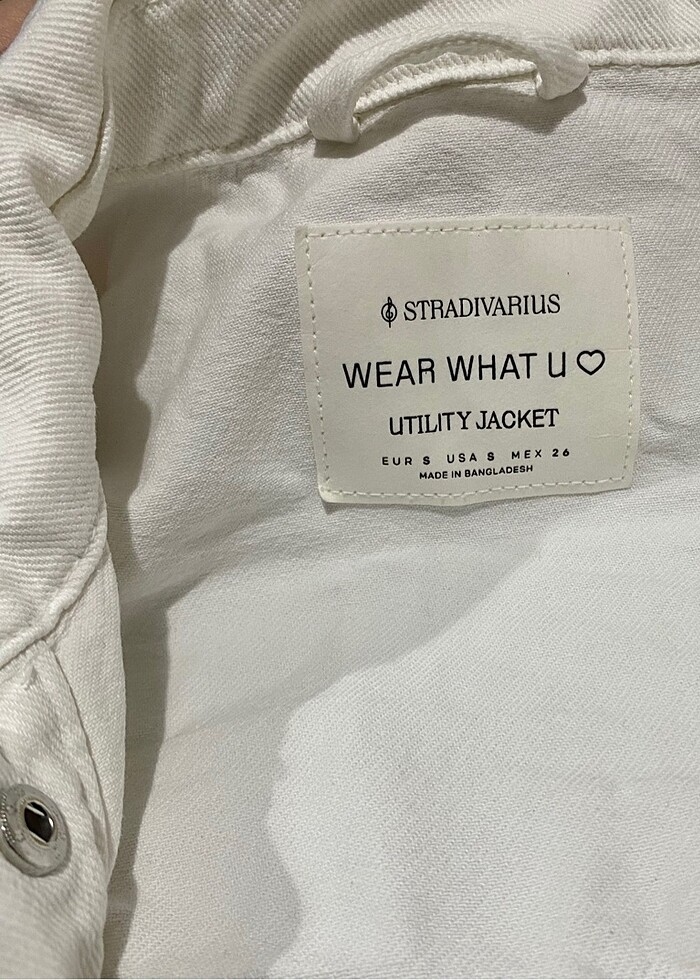 STRADIVARIUS
WEAR WHAT U ♡
UTILITY JACKET
EUR S USA S MEX 26
MADE IN BANGLADESH